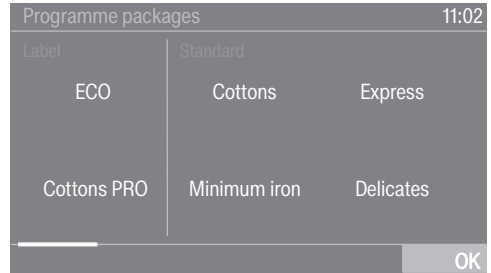 Programme packages 11:02
Label Standard
ECO Cottons Express
Cottons PRO Minimum iron Delicates
OK